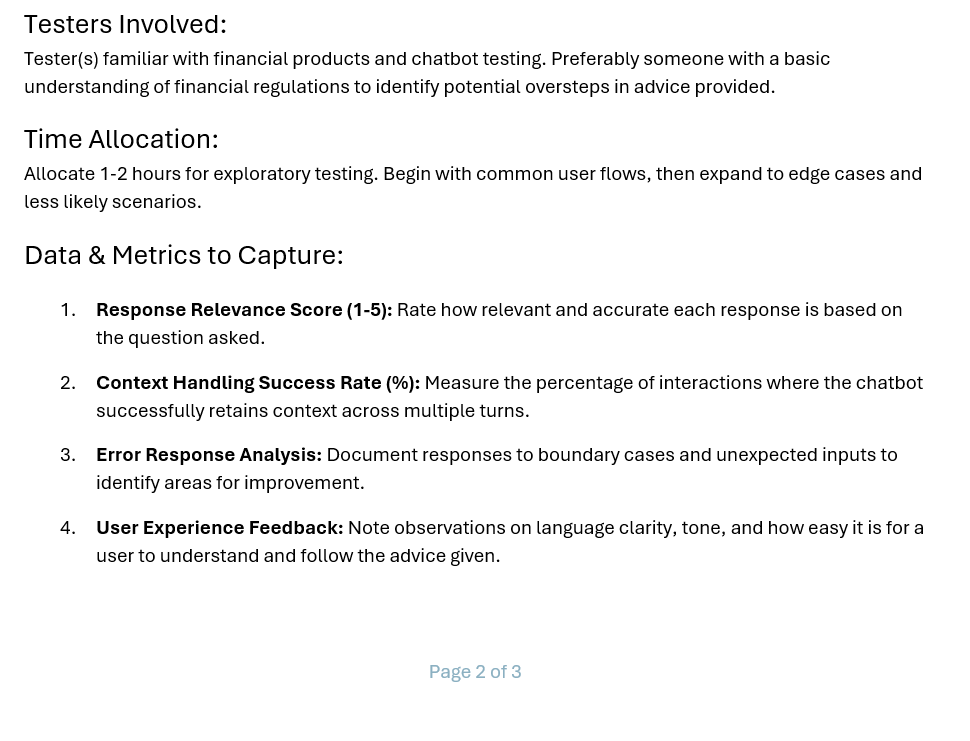 Testers Involved:
Tester(s) familiar with financial products and chatbot testing. Preferably someone with a basic
understanding of financial regulations to identify potential oversteps in advice provided.
Time Allocation:
Allocate 1-2 hours for exploratory testing. Begin with common user flows, then expand to edge cases and
less likely scenarios.
Data & Metrics to Capture:
1. Response Relevance Score (1-5): Rate how relevant and accurate each response is based on
the question asked.
2. Context Handling Success Rate (%): Measure the percentage of interactions where the chatbot
successfully retains context across multiple turns.
3. Error Response Analysis: Document responses to boundary cases and unexpected inputs to
identify areas for improvement.
4. User Experience Feedback: Note observations on language clarity, tone, and how easy it is for a
user to understand and follow the advice given.
Page 2 of 3